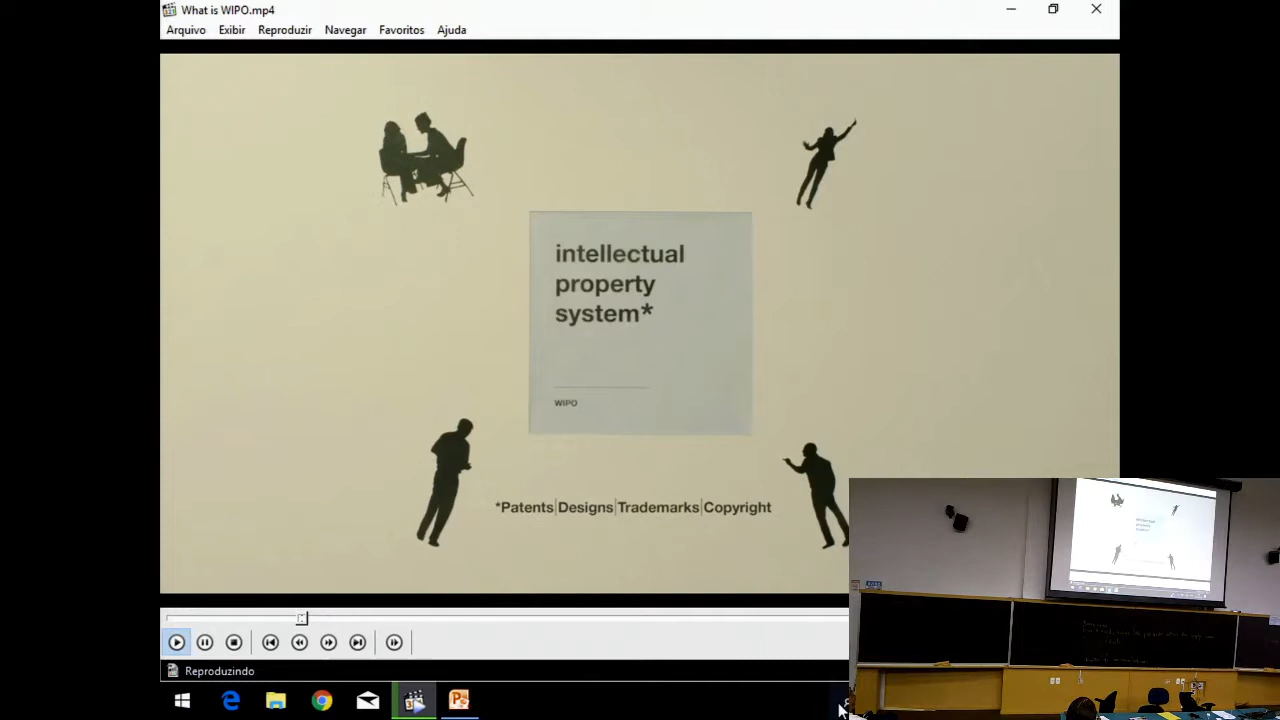 What is WIPO.mp4
Arquivo Exibir Reproduzir Navegar Favoritos Ajuda
intellectual
property
system*
WIPO
*Patents|Designs|Trademarks|Copyright
Reproduzindo